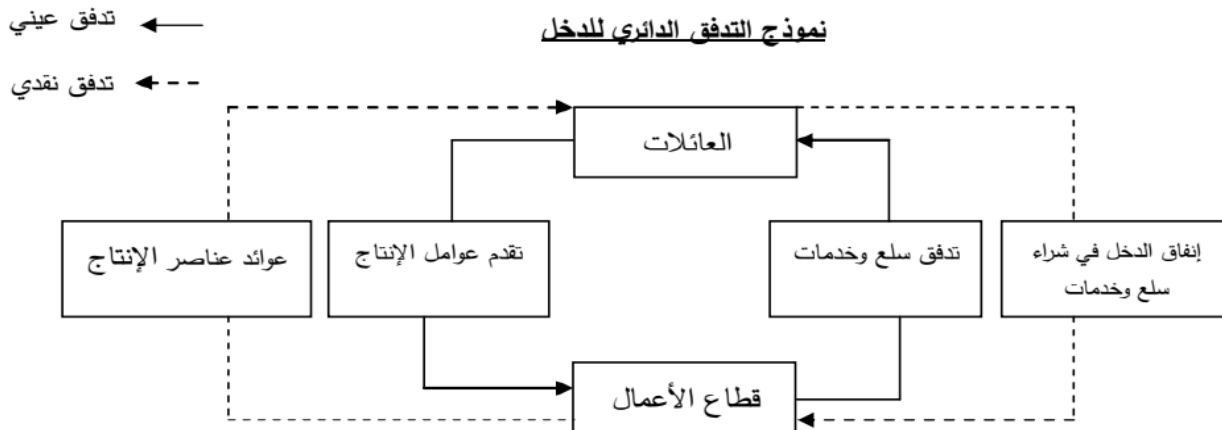 نموذج التدفق الدائري للدخل
تدفق عيني
تدفق نقدي
العائلات
إنفاق الدخل في شراء
سلع وخدمات
تدفق سلع وخدمات
تقدم عوامل الإنتاج
عوائد عناصر الإنتاج
قطاع الأعمال